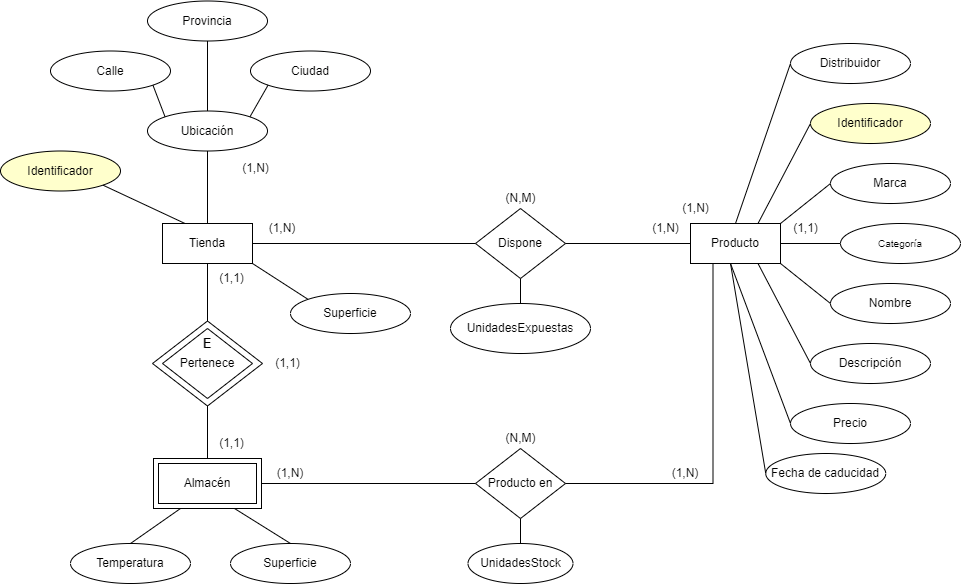 Provincia
Distribuidor
Calle
Ciudad
Identificador
Ubicación
Identificador
(1,N)
Marca
(N,M)
(1,N)
(1,N)
(1,N)
(1,1)
Tienda
Dispone
Producto
Categoría
(1,1)
Superficie
Nombre
UnidadesExpuestas
E
Pertenece
(1,1)
Descripción
Precio
(1,1)
(N,M)
(1,N)
(1,N)
Fecha de caducidad
Almacén
Producto en
Temperatura
Superficie
UnidadesStock